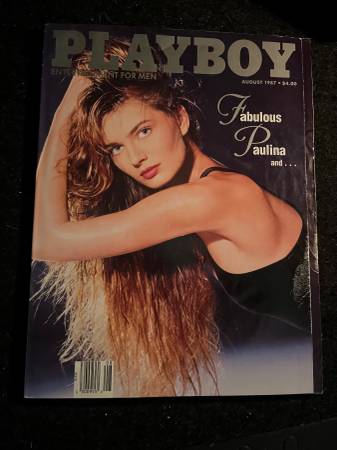 PLAYBOY
ENTERTAINMENT FOR MEN
AUGUST 1987 • $4.00
Fabulous
Paulina
and . . .